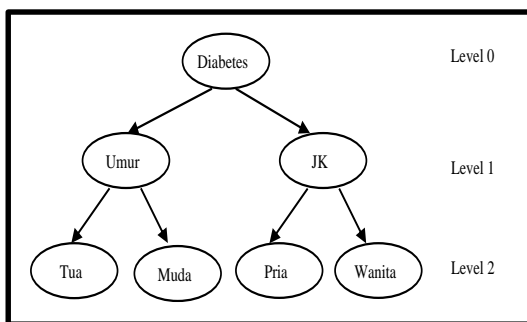 Diabetes
Level 0
Umur
JK
Level 1
Tua
Muda
Pria
Wanita
Level 2